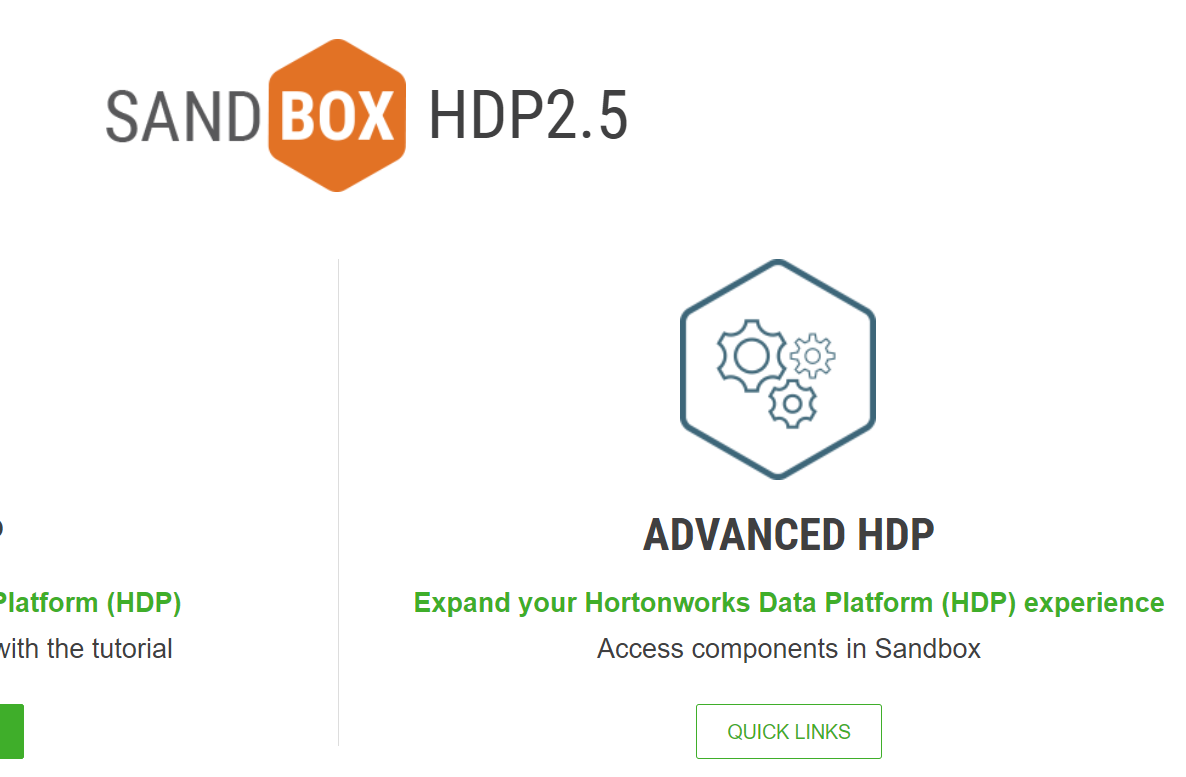 SANDBOX HDP2.5
ADVANCED HDP
Platform (HDP)
Expand your Hortonworks Data Platform (HDP) experience
with the tutorial
Access components in Sandbox
QUICK LINKS